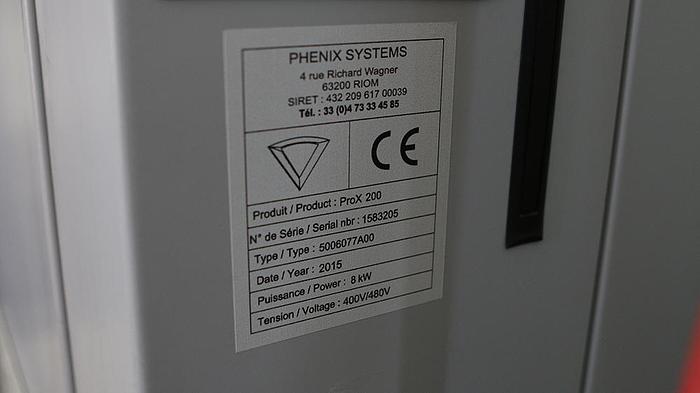 PHENIX SYSTEMS
4 rue Richard Wagner
63200 RIOM
SIRET : 432 209 617 00039
Tél. : 33 (0)4 73 33 45 85
CE
Produit / Product : ProX 200
N° de Série / Serial nbr : 1583205
Type / Type : 5006077A00
Date / Year : 2015
Puissance / Power : 8 kW
Tension / Voltage : 400V/480V